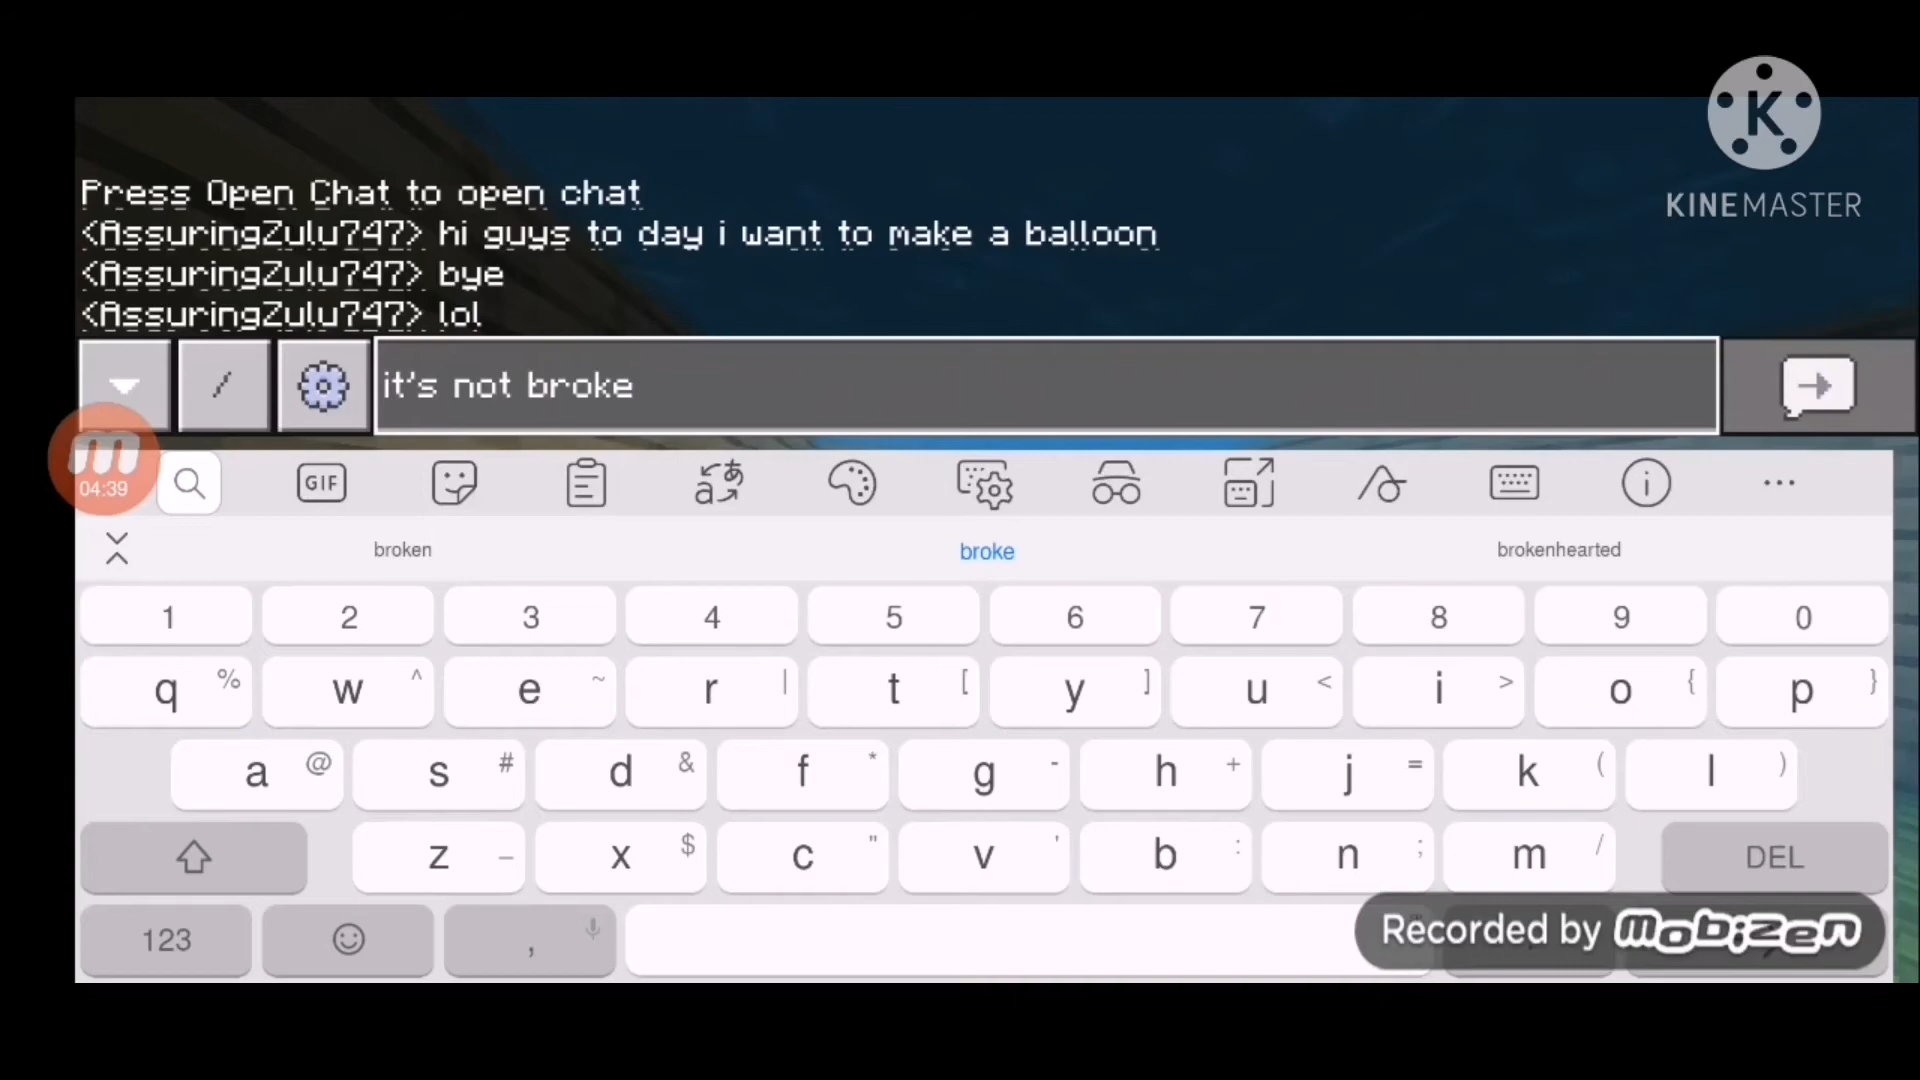 K
KINEMASTER
Press Open Chat to open chat
<AssuringZulu747> hi guys to day i want to make a balloon
<AssuringZulu747> bye
<AssuringZulu747> lol
/ it's not broke
m
04:39
GIF a あ
broken broke brokenhearted
1 2 3 4 5 6 7 8 9 0
q % w ^ e ~ r | t [ y ] u < i > o { p }
a @ s # d & f * g - h + j = k ( l )
z _ x $ c " v ' b : n ; m / DEL
123 ,
Recorded by mobizen